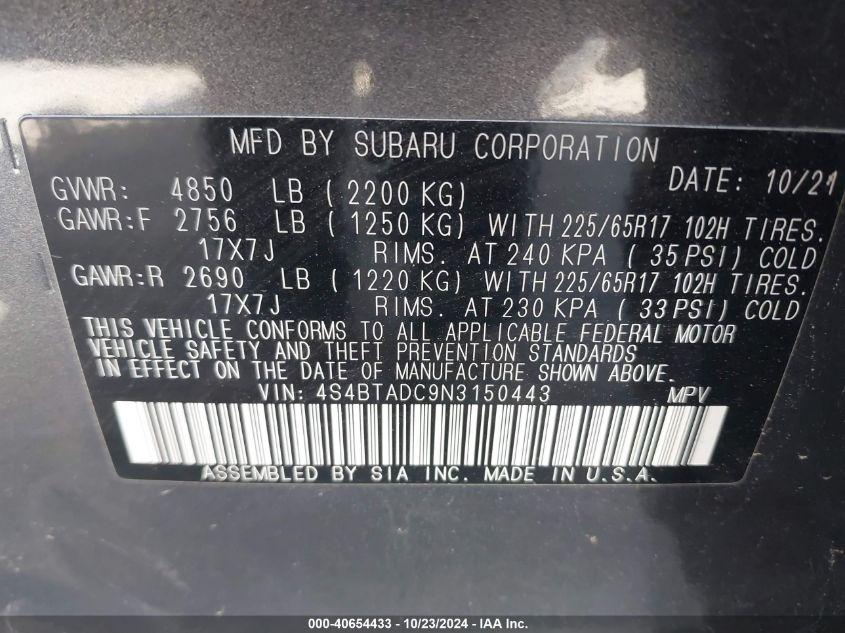 MFD BY SUBARU CORPORATION
DATE: 10/21
GVWR: 4850 LB ( 2200 KG)
GAWR:F 2756 LB ( 1250 KG) WITH 225/65R17 102H TIRES.
17X7J RIMS. AT 240 KPA ( 35 PSI) COLD
GAWR:R 2690 LB ( 1220 KG) WITH 225/65R17 102H TIRES.
17X7J RIMS. AT 230 KPA ( 33 PSI) COLD
THIS VEHICLE CONFORMS TO ALL APPLICABLE FEDERAL MOTOR
VEHICLE SAFETY AND THEFT PREVENTION STANDARDS
IN EFFECT ON THE DATE OF MANUFACTURE SHOWN ABOVE.
VIN: 4S4BTADC9N3150443 MPV
ASSEMBLED BY SIA INC. MADE IN U.S.A.
000-40654433 - 10/23/2024 - IAA Inc.